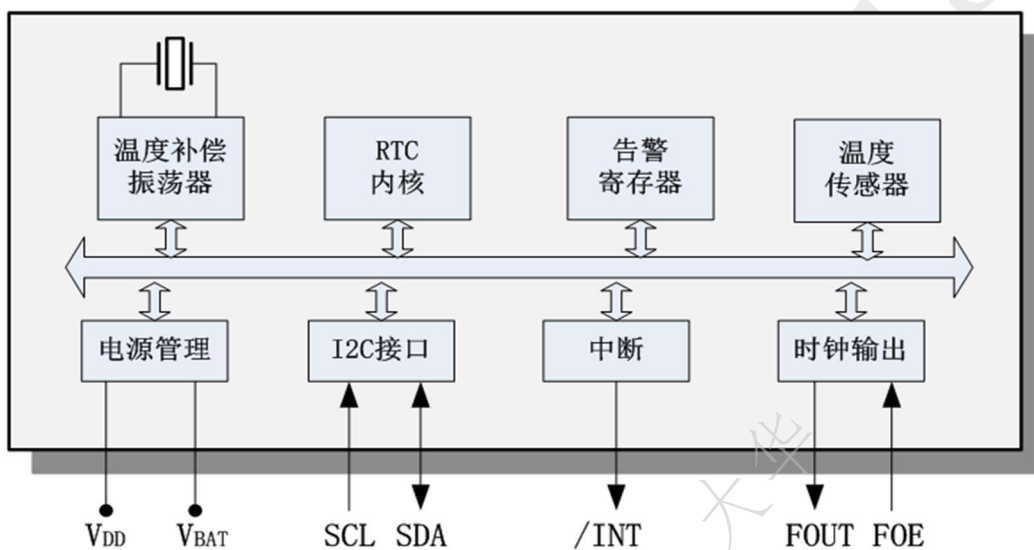 温度补偿
振荡器
RTC
内核
告警
寄存器
温度
传感器
电源管理
I2C接口
中断
时钟输出
VDD
VBAT
SCL
SDA
/INT
FOUT
FOE
大华